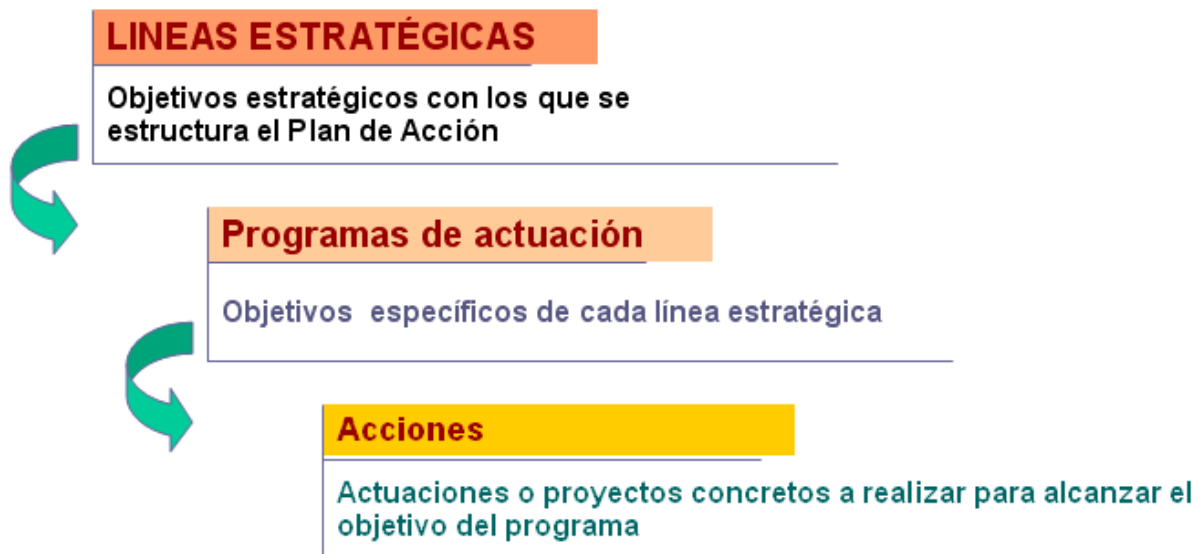 LINEAS ESTRATÉGICAS
Objetivos estratégicos con los que se
estructura el Plan de Acción
Programas de actuación
Objetivos específicos de cada línea estratégica
Acciones
Actuaciones o proyectos concretos a realizar para alcanzar el
objetivo del programa